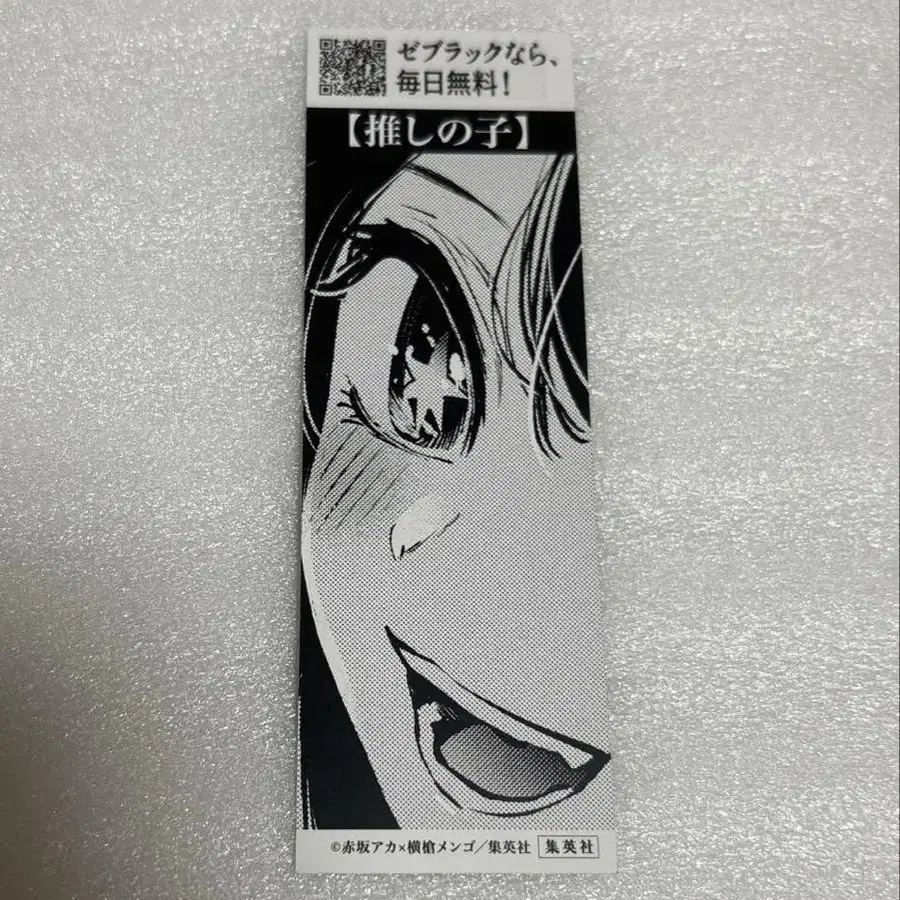 ゼブラックなら、
毎日無料!
【推しの子】
©赤坂アカ×横槍メンゴ/集英社 集英社